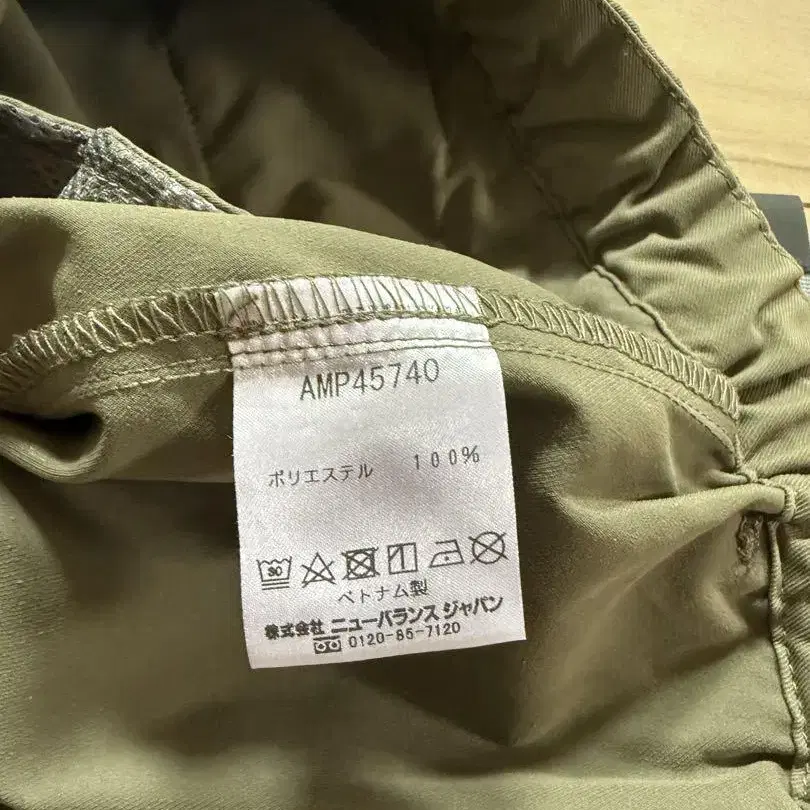 AMP45740
ポリエステル 100%
ベトナム製
株式会社 ニューバランス ジャパン
0120-85-7120